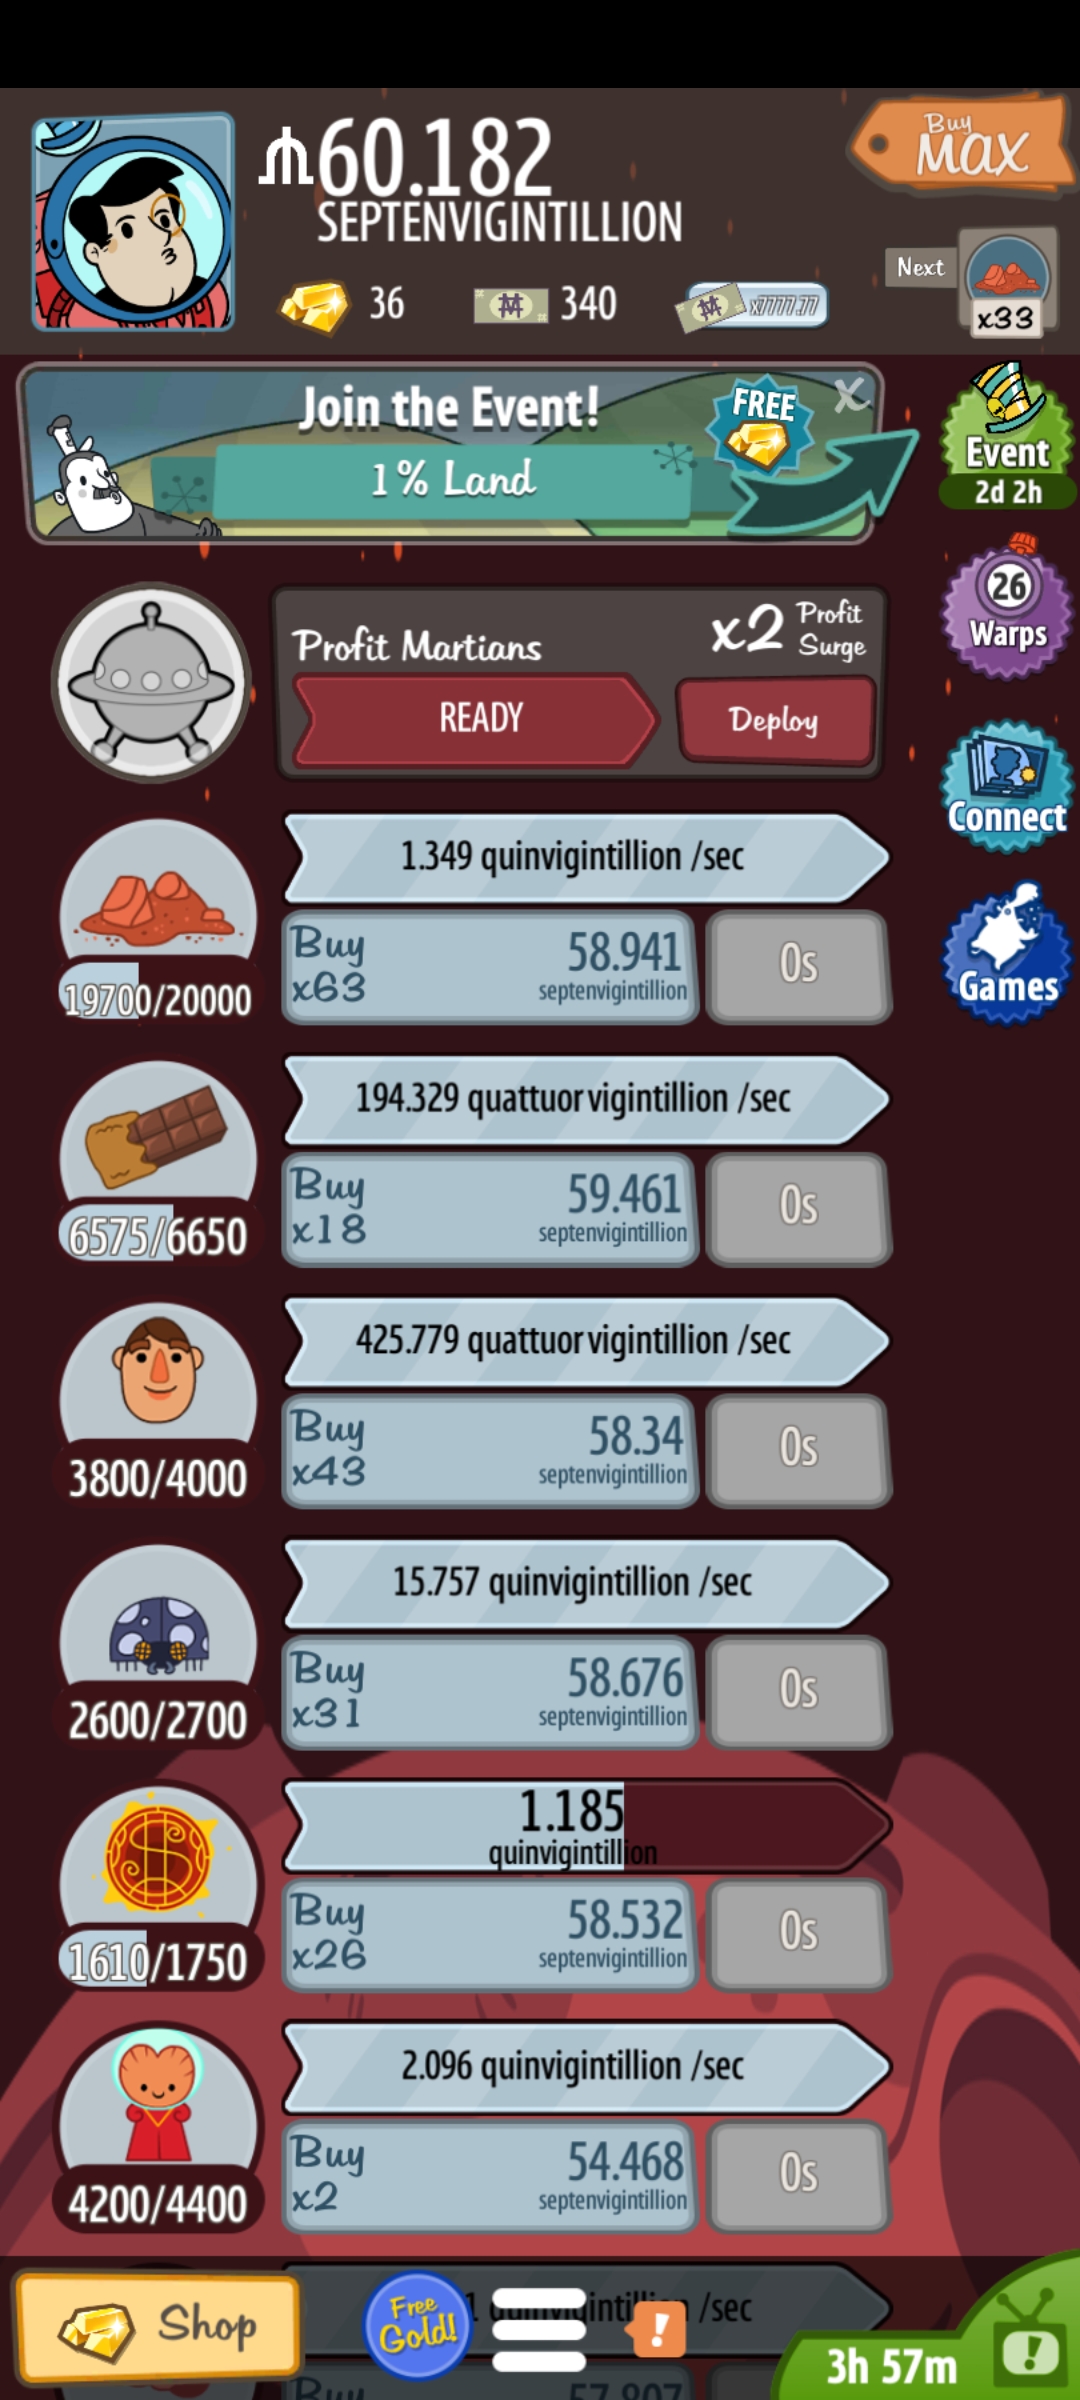 60.182
SEPTENVIGINTILLION
Buy
MAX
36
340
x7777.77
Next
x33
Join the Event!
1% Land
FREE
X
Event
2d 2h
26
Warps
Profit Martians
x2 Profit
Surge
READY
Deploy
Connect
1.349 quinvigintillion /sec
Buy
x63
58.941
septenvigintillion
0s
19700/20000
Games
194.329 quattuorvigintillion /sec
Buy
x18
59.461
septenvigintillion
0s
6575/6650
425.779 quattuorvigintillion /sec
Buy
x43
58.34
septenvigintillion
0s
3800/4000
15.757 quinvigintillion /sec
Buy
x31
58.676
septenvigintillion
0s
2600/2700
1.185
quinvigintillion
Buy
x26
58.532
septenvigintillion
0s
1610/1750
2.096 quinvigintillion /sec
Buy
x2
54.468
septenvigintillion
0s
4200/4400
Shop
Free
Gold!
1 quinvigintillion /sec
!
3h 57m
!
Buy
57.807